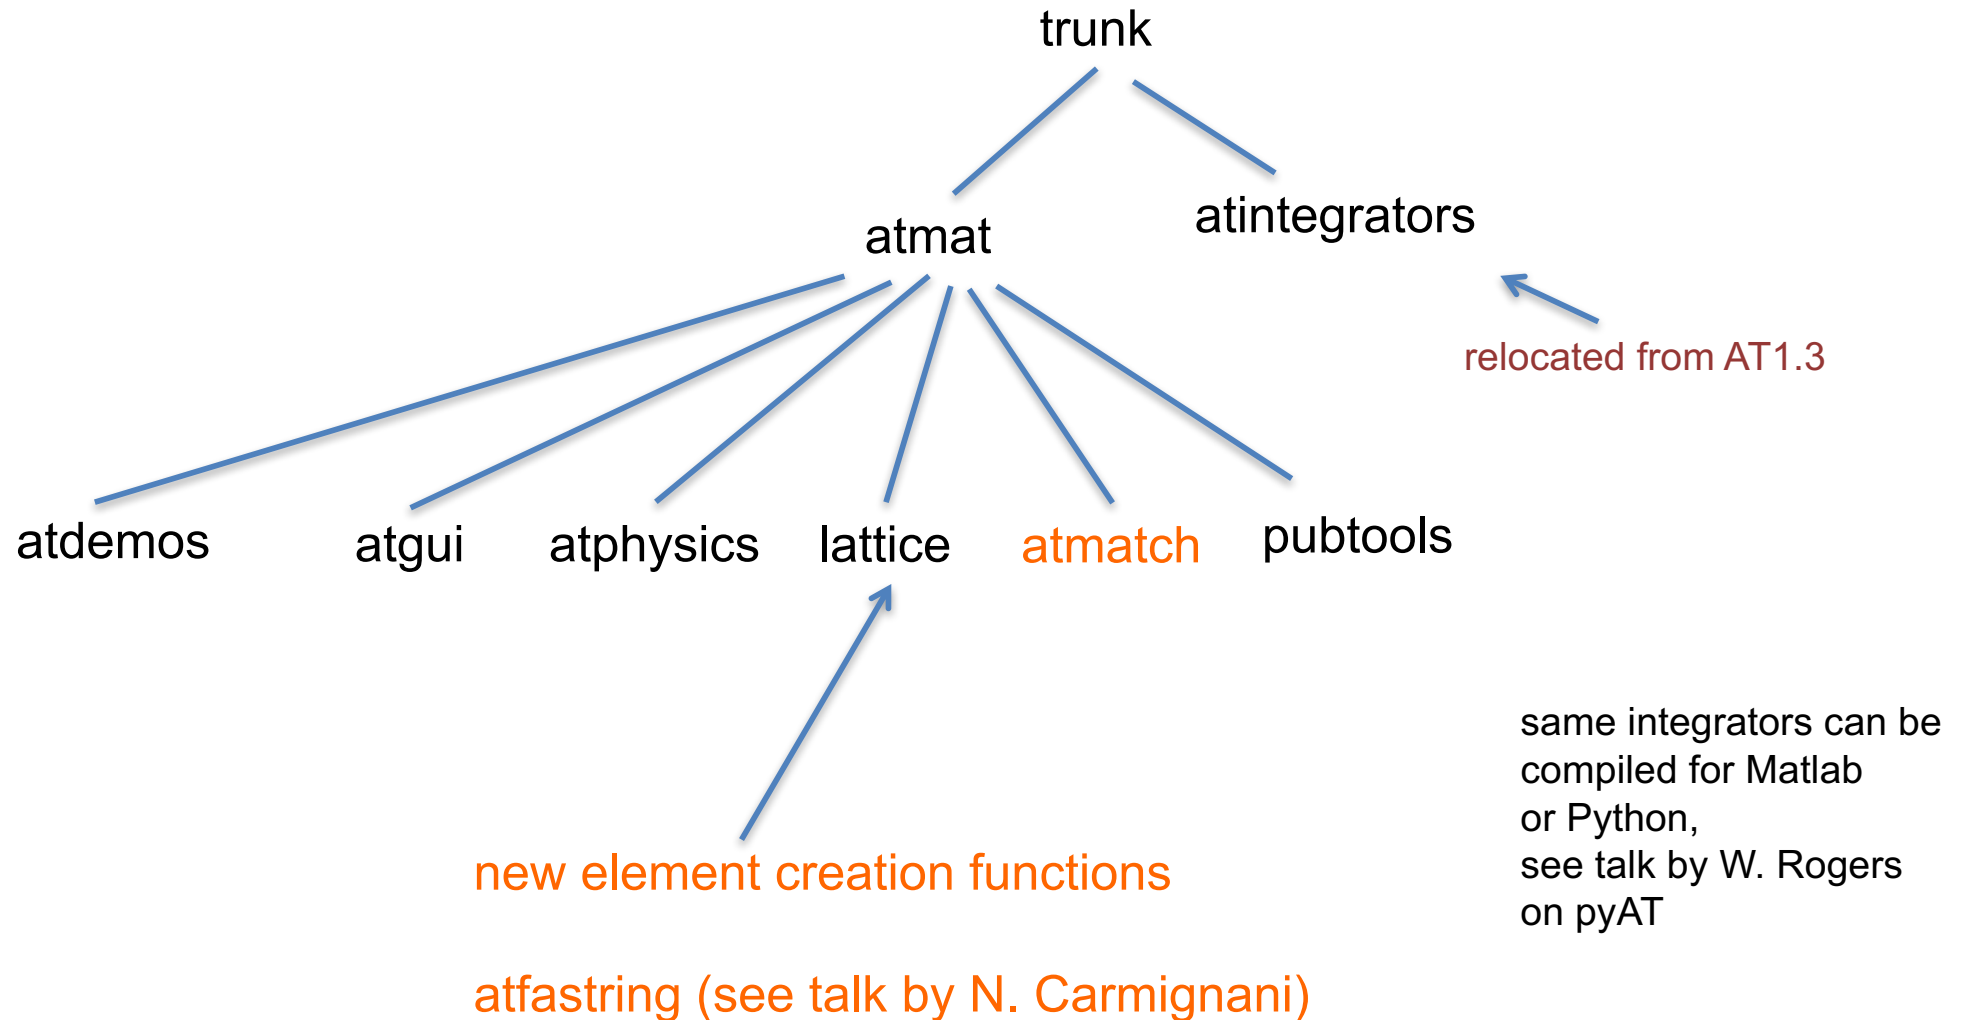 trunk
atintegrators
atmat
relocated from AT1.3
atdemos
atgui
atphysics
lattice
atmatch
pubtools
same integrators can be
compiled for Matlab
or Python,
see talk by W. Rogers
on pyAT
new element creation functions
atfastring (see talk by N. Carmignani)